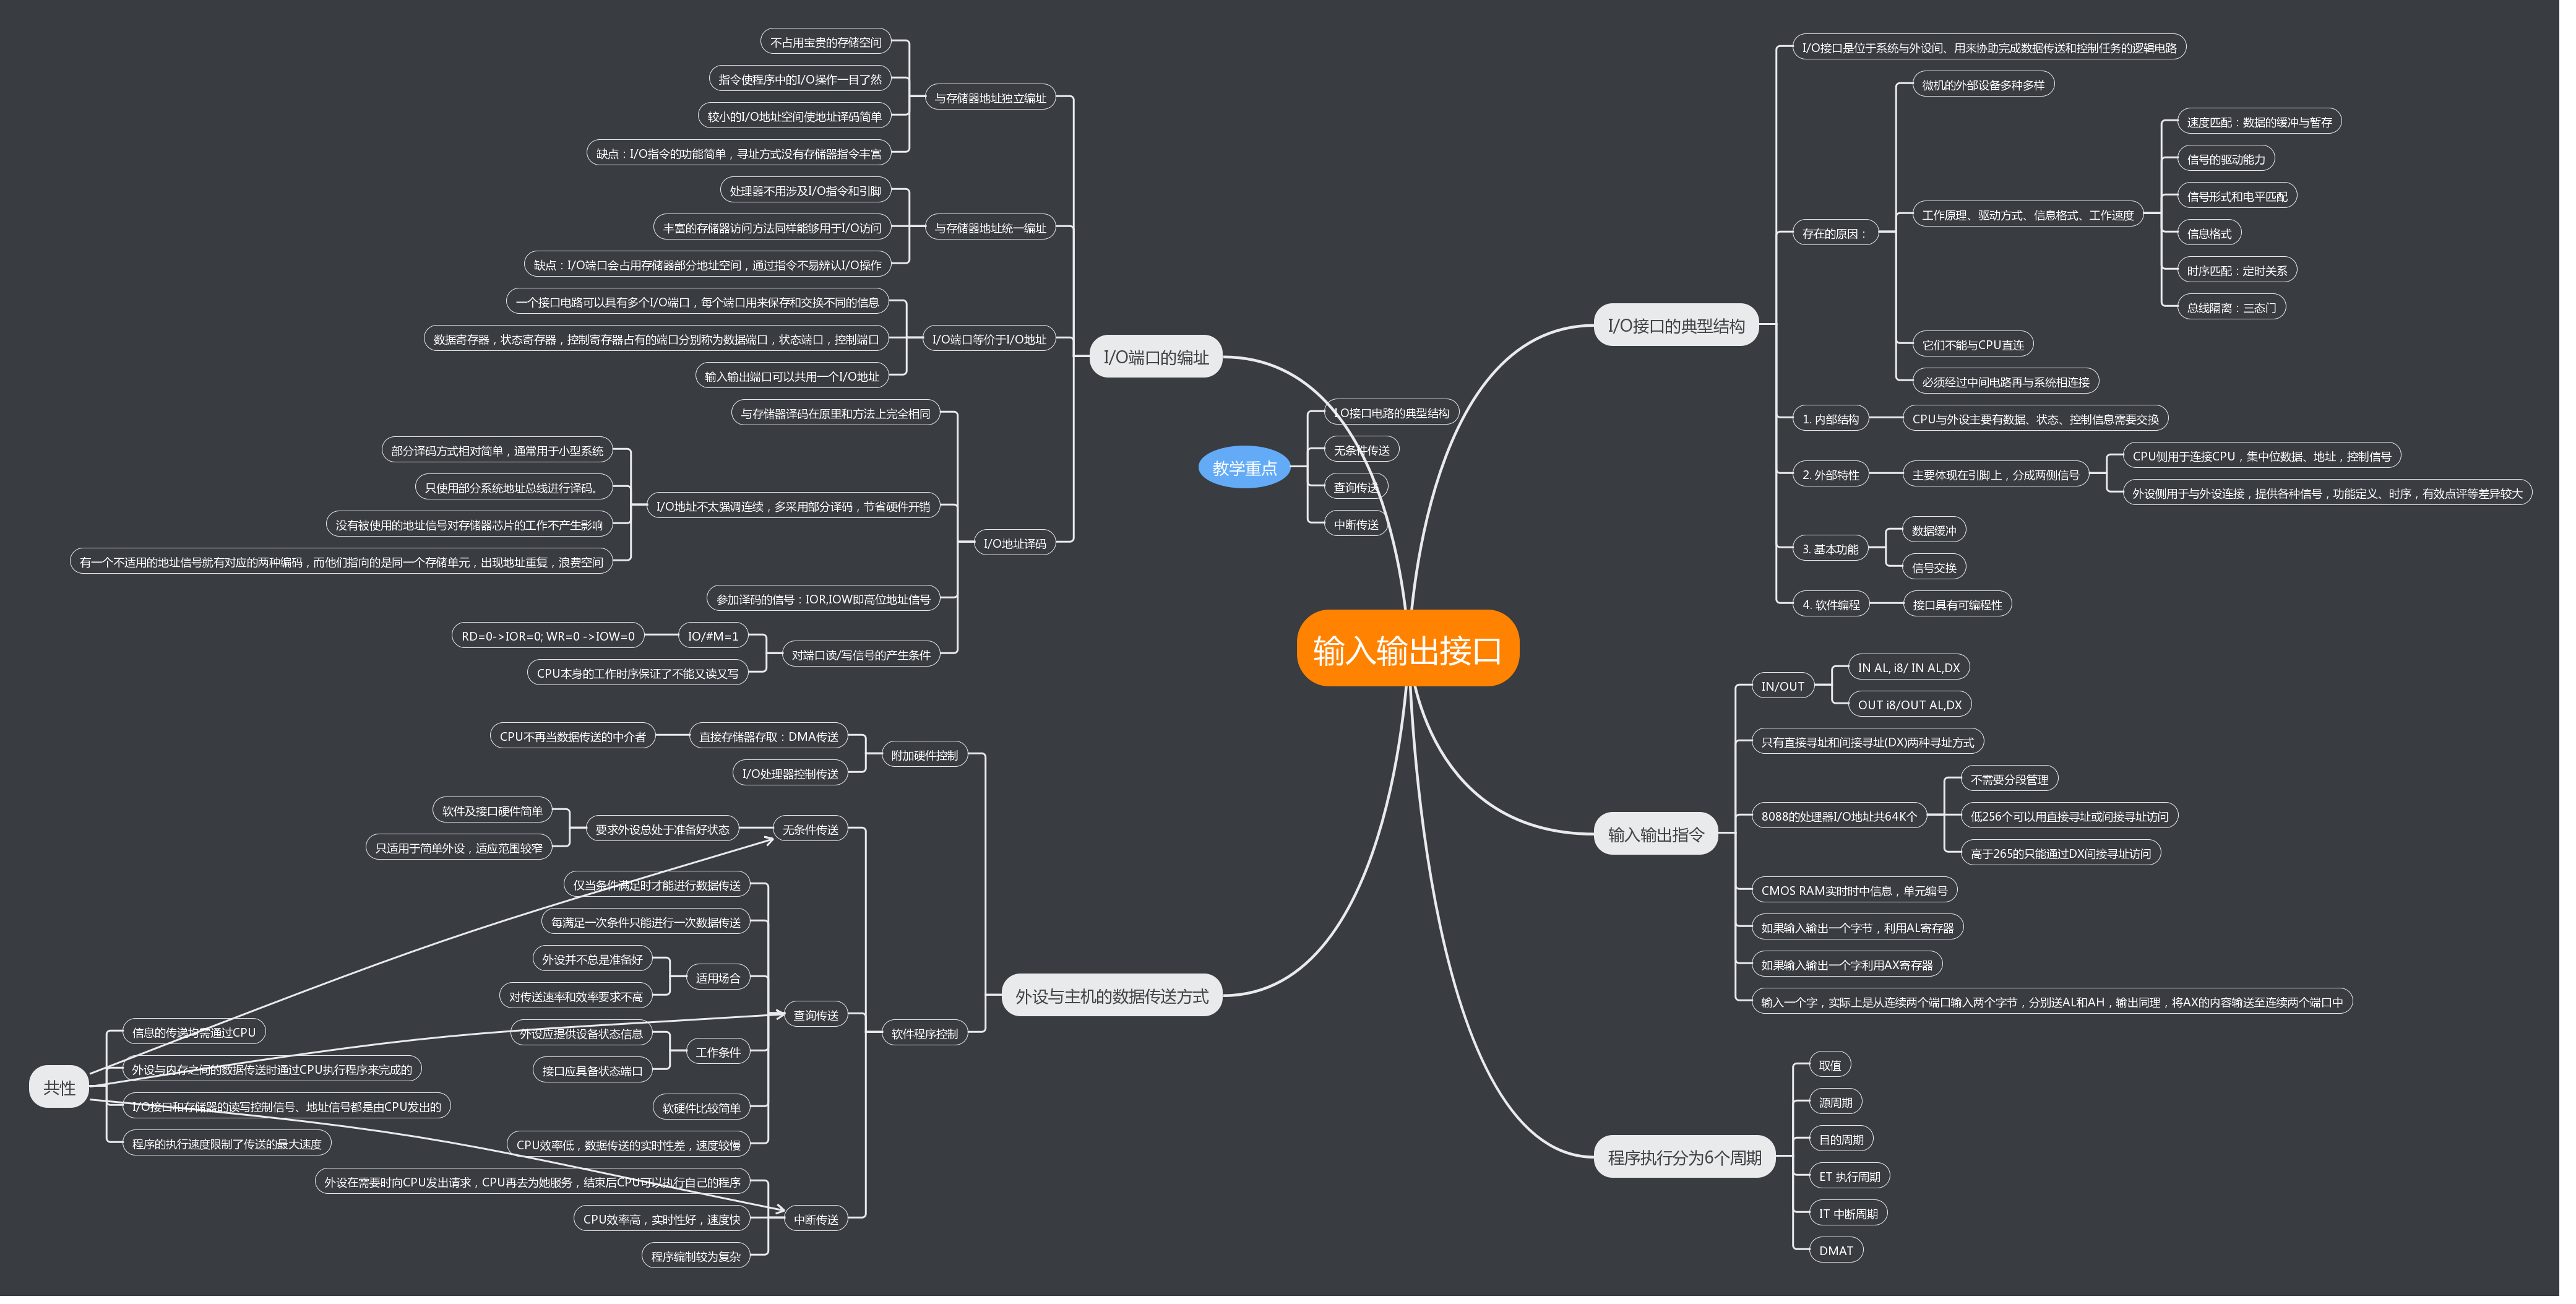 输入输出接口
I/O接口的典型结构
I/O接口是位于系统与外设间、用来协助完成数据传送和控制任务的逻辑电路
存在的原因：
微机的外部设备多种多样
工作原理、驱动方式、信息格式、工作速度
速度匹配：数据的缓冲与暂存
信号的驱动能力
信号形式和电平匹配
信息格式
时序匹配：定时关系
总线隔离：三态门
它们不能与CPU直连
必须经过中间电路再与系统相连接
1. 内部结构
CPU与外设主要有数据、状态、控制信息需要交换
2. 外部特性
主要体现在引脚上，分成两侧信号
CPU侧用于连接CPU，集中位数据、地址，控制信号
外设侧用于与外设连接，提供各种信号，功能定义、时序，有效点评等差异较大
3. 基本功能
数据缓冲
信号交换
4. 软件编程
接口具有可编程性
输入输出指令
IN/OUT
IN AL, i8/ IN AL,DX
OUT i8/OUT AL,DX
只有直接寻址和间接寻址(DX)两种寻址方式
8088的处理器I/O地址共64K个
不需要分段管理
低256个可以用直接寻址或间接寻址访问
高于265的只能通过DX间接寻址访问
CMOS RAM实时时中信息，单元编号
如果输入输出一个字节，利用AL寄存器
如果输入输出一个字利用AX寄存器
输入一个字，实际上是从连续两个端口输入两个字节，分别送AL和AH，输出同理，将AX的内容输送至连续两个端口中
程序执行分为6个周期
取值
源周期
目的周期
ET 执行周期
IT 中断周期
DMAT
I/O端口的编址
与存储器地址独立编址
不占用宝贵的存储空间
指令使程序中的I/O操作一目了然
较小的I/O地址空间使地址译码简单
缺点：I/O指令的功能简单，寻址方式没有存储器指令丰富
与存储器地址统一编址
处理器不用涉及I/O指令和引脚
丰富的存储器访问方法同样能够用于I/O访问
缺点：I/O端口会占用存储器部分地址空间，通过指令不易辨认I/O操作
I/O端口等价于I/O地址
一个接口电路可以具有多个I/O端口，每个端口用来保存和交换不同的信息
数据寄存器，状态寄存器，控制寄存器占有的端口分别称为数据端口，状态端口，控制端口
输入输出端口可以共用一个I/O地址
I/O地址译码
与存储器译码在原里和方法上完全相同
I/O地址不太强调连续，多采用部分译码，节省硬件开销
部分译码方式相对简单，通常用于小型系统
只使用部分系统地址总线进行译码。
没有被使用的地址信号对存储器芯片的工作不产生影响
有一个不适用的地址信号就有对应的两种编码，而他们指向的是同一个存储单元，出现地址重复，浪费空间
参加译码的信号：IOR,IOW即高位地址信号
对端口读/写信号的产生条件
IO/#M=1
RD=0->IOR=0; WR=0 ->IOW=0
CPU本身的工作时序保证了不能又读又写
教学重点
I.O接口电路的典型结构
无条件传送
查询传送
中断传送
外设与主机的数据传送方式
附加硬件控制
直接存储器存取：DMA传送
CPU不再当数据传送的中介者
I/O处理器控制传送
软件程序控制
无条件传送
要求外设总处于准备好状态
软件及接口硬件简单
只适用于简单外设，适应范围较窄
查询传送
仅当条件满足时才能进行数据传送
每满足一次条件只能进行一次数据传送
适用场合
外设并不总是准备好
对传送速率和效率要求不高
工作条件
外设应提供设备状态信息
接口应具备状态端口
软硬件比较简单
CPU效率低，数据传送的实时性差，速度较慢
中断传送
外设在需要时向CPU发出请求，CPU再去为她服务，结束后CPU可以执行自己的程序
CPU效率高，实时性好，速度快
程序编制较为复杂
共性
信息的传递均需通过CPU
外设与内存之间的数据传送时通过CPU执行程序来完成的
I/O接口和存储器的读写控制信号、地址信号都是由CPU发出的
程序的执行速度限制了传送的最大速度